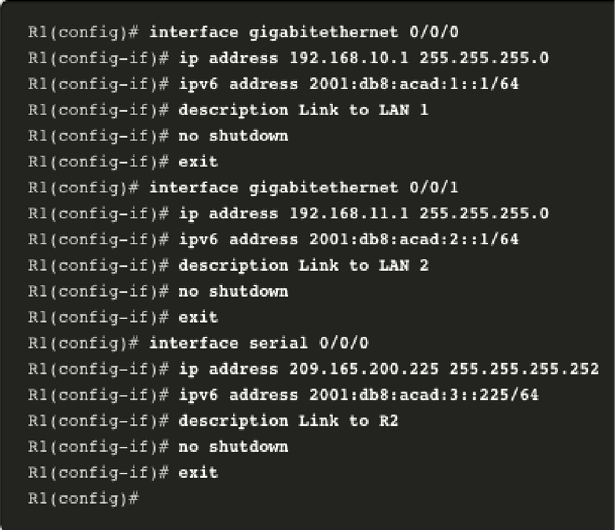 R1(config)# interface gigabitethernet 0/0/0
R1(config-if)# ip address 192.168.10.1 255.255.255.0
R1(config-if)# ipv6 address 2001:db8:acad:1::1/64
R1(config-if)# description Link to LAN 1
R1(config-if)# no shutdown
R1(config-if)# exit
R1(config)# interface gigabitethernet 0/0/1
R1(config-if)# ip address 192.168.11.1 255.255.255.0
R1(config-if)# ipv6 address 2001:db8:acad:2::1/64
R1(config-if)# description Link to LAN 2
R1(config-if)# no shutdown
R1(config-if)# exit
R1(config)# interface serial 0/0/0
R1(config-if)# ip address 209.165.200.225 255.255.255.252
R1(config-if)# ipv6 address 2001:db8:acad:3::225/64
R1(config-if)# description Link to R2
R1(config-if)# no shutdown
R1(config-if)# exit
R1(config)#